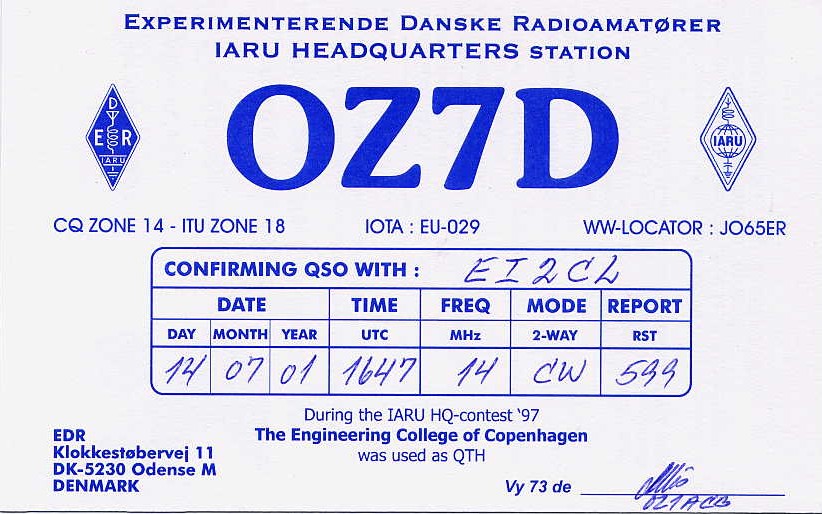 EXPERIMENTERENDE DANSKE RADIOAMATØRER
IARU HEADQUARTERS STATION
OZ7D
D
E R
IARU
IARU
CQ ZONE 14 - ITU ZONE 18 IOTA : EU-029 WW-LOCATOR : JO65ER
CONFIRMING QSO WITH : EI2CL
DATE TIME FREQ MODE REPORT
DAY MONTH YEAR UTC MHz 2-WAY RST
14 07 01 1647 14 CW 599
During the IARU HQ-contest '97
The Engineering College of Copenhagen
was used as QTH
EDR
Klokkestøbervej 11
DK-5230 Odense M
DENMARK
Vy 73 de
OZ1ACB